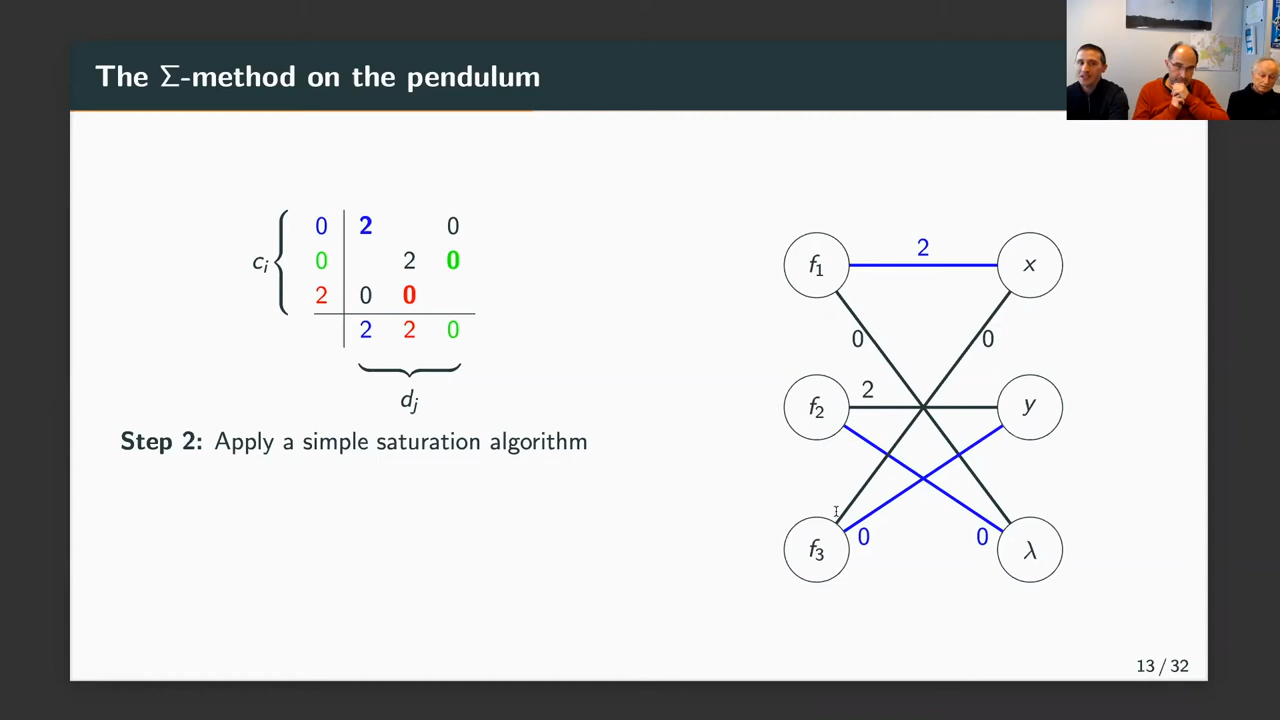 The Σ-method on the pendulum
0 2 0
cᵢ 0 2 0
2 0 0
2 2 0
dⱼ
Step 2: Apply a simple saturation algorithm
f₁ 2 x
0 0
f₂ 2 y
f₃ 0 0 λ
13 / 32